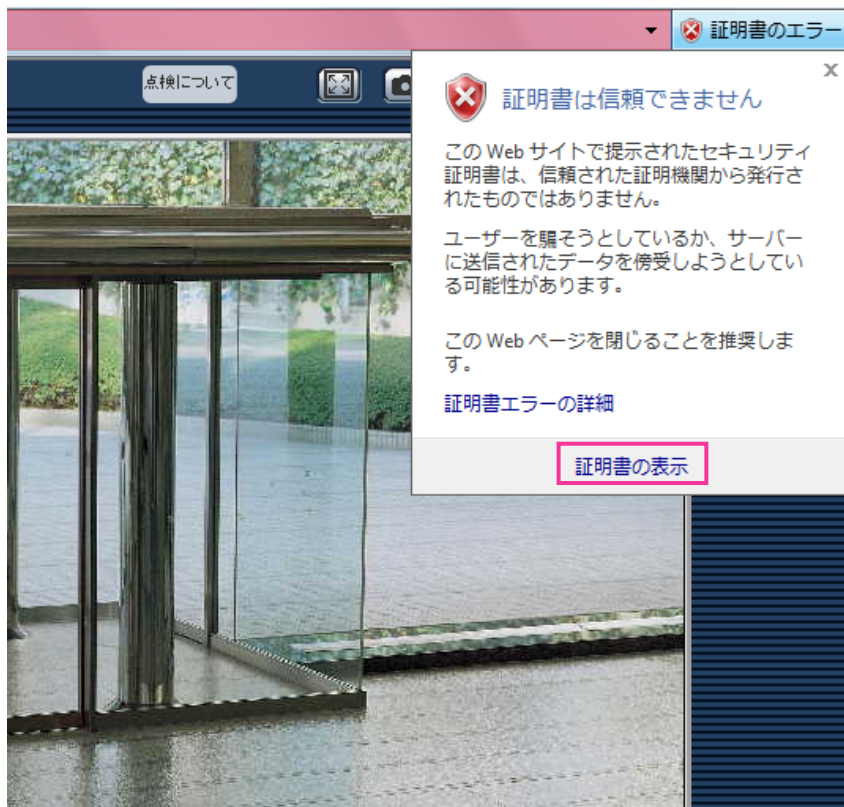 証明書のエラー
点検について
証明書は信頼できません
この Web サイトで提示されたセキュリティ
証明書は、信頼された証明機関から発行さ
れたものではありません。
ユーザーを騙そうとしているか、サーバー
に送信されたデータを傍受しようとしてい
る可能性があります。
この Web ページを閉じることを推奨しま
す。
証明書エラーの詳細
証明書の表示